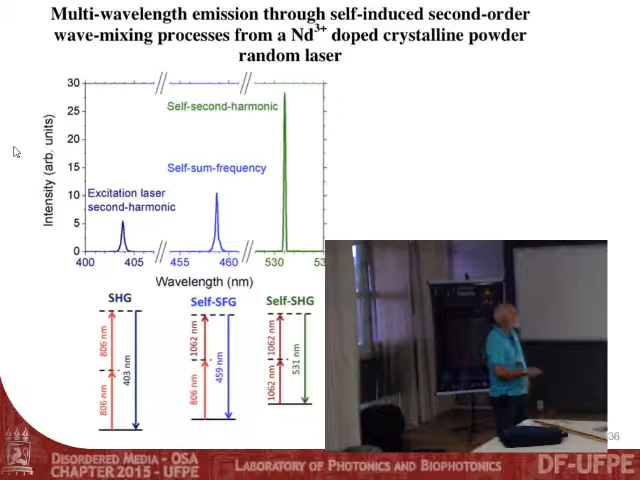 Multi-wavelength emission through self-induced second-order
wave-mixing processes from a Nd3+ doped crystalline powder
random laser
30
25
20
15
10
5
0
Intensity (arb. units)
Self-second-harmonic
Self-sum-frequency
Excitation laser
second-harmonic
400 405 455 460 530 53
Wavelength (nm)
SHG
Self-SFG
Self-SHG
806 nm
806 nm
403 nm
1062 nm
806 nm
459 nm
1062 nm
1062 nm
531 nm
36
DISORDERED MEDIA - OSA
CHAPTER 2015 - UFPE
LABORATORY OF PHOTONICS AND BIOPHOTONICS
DF-UFPE